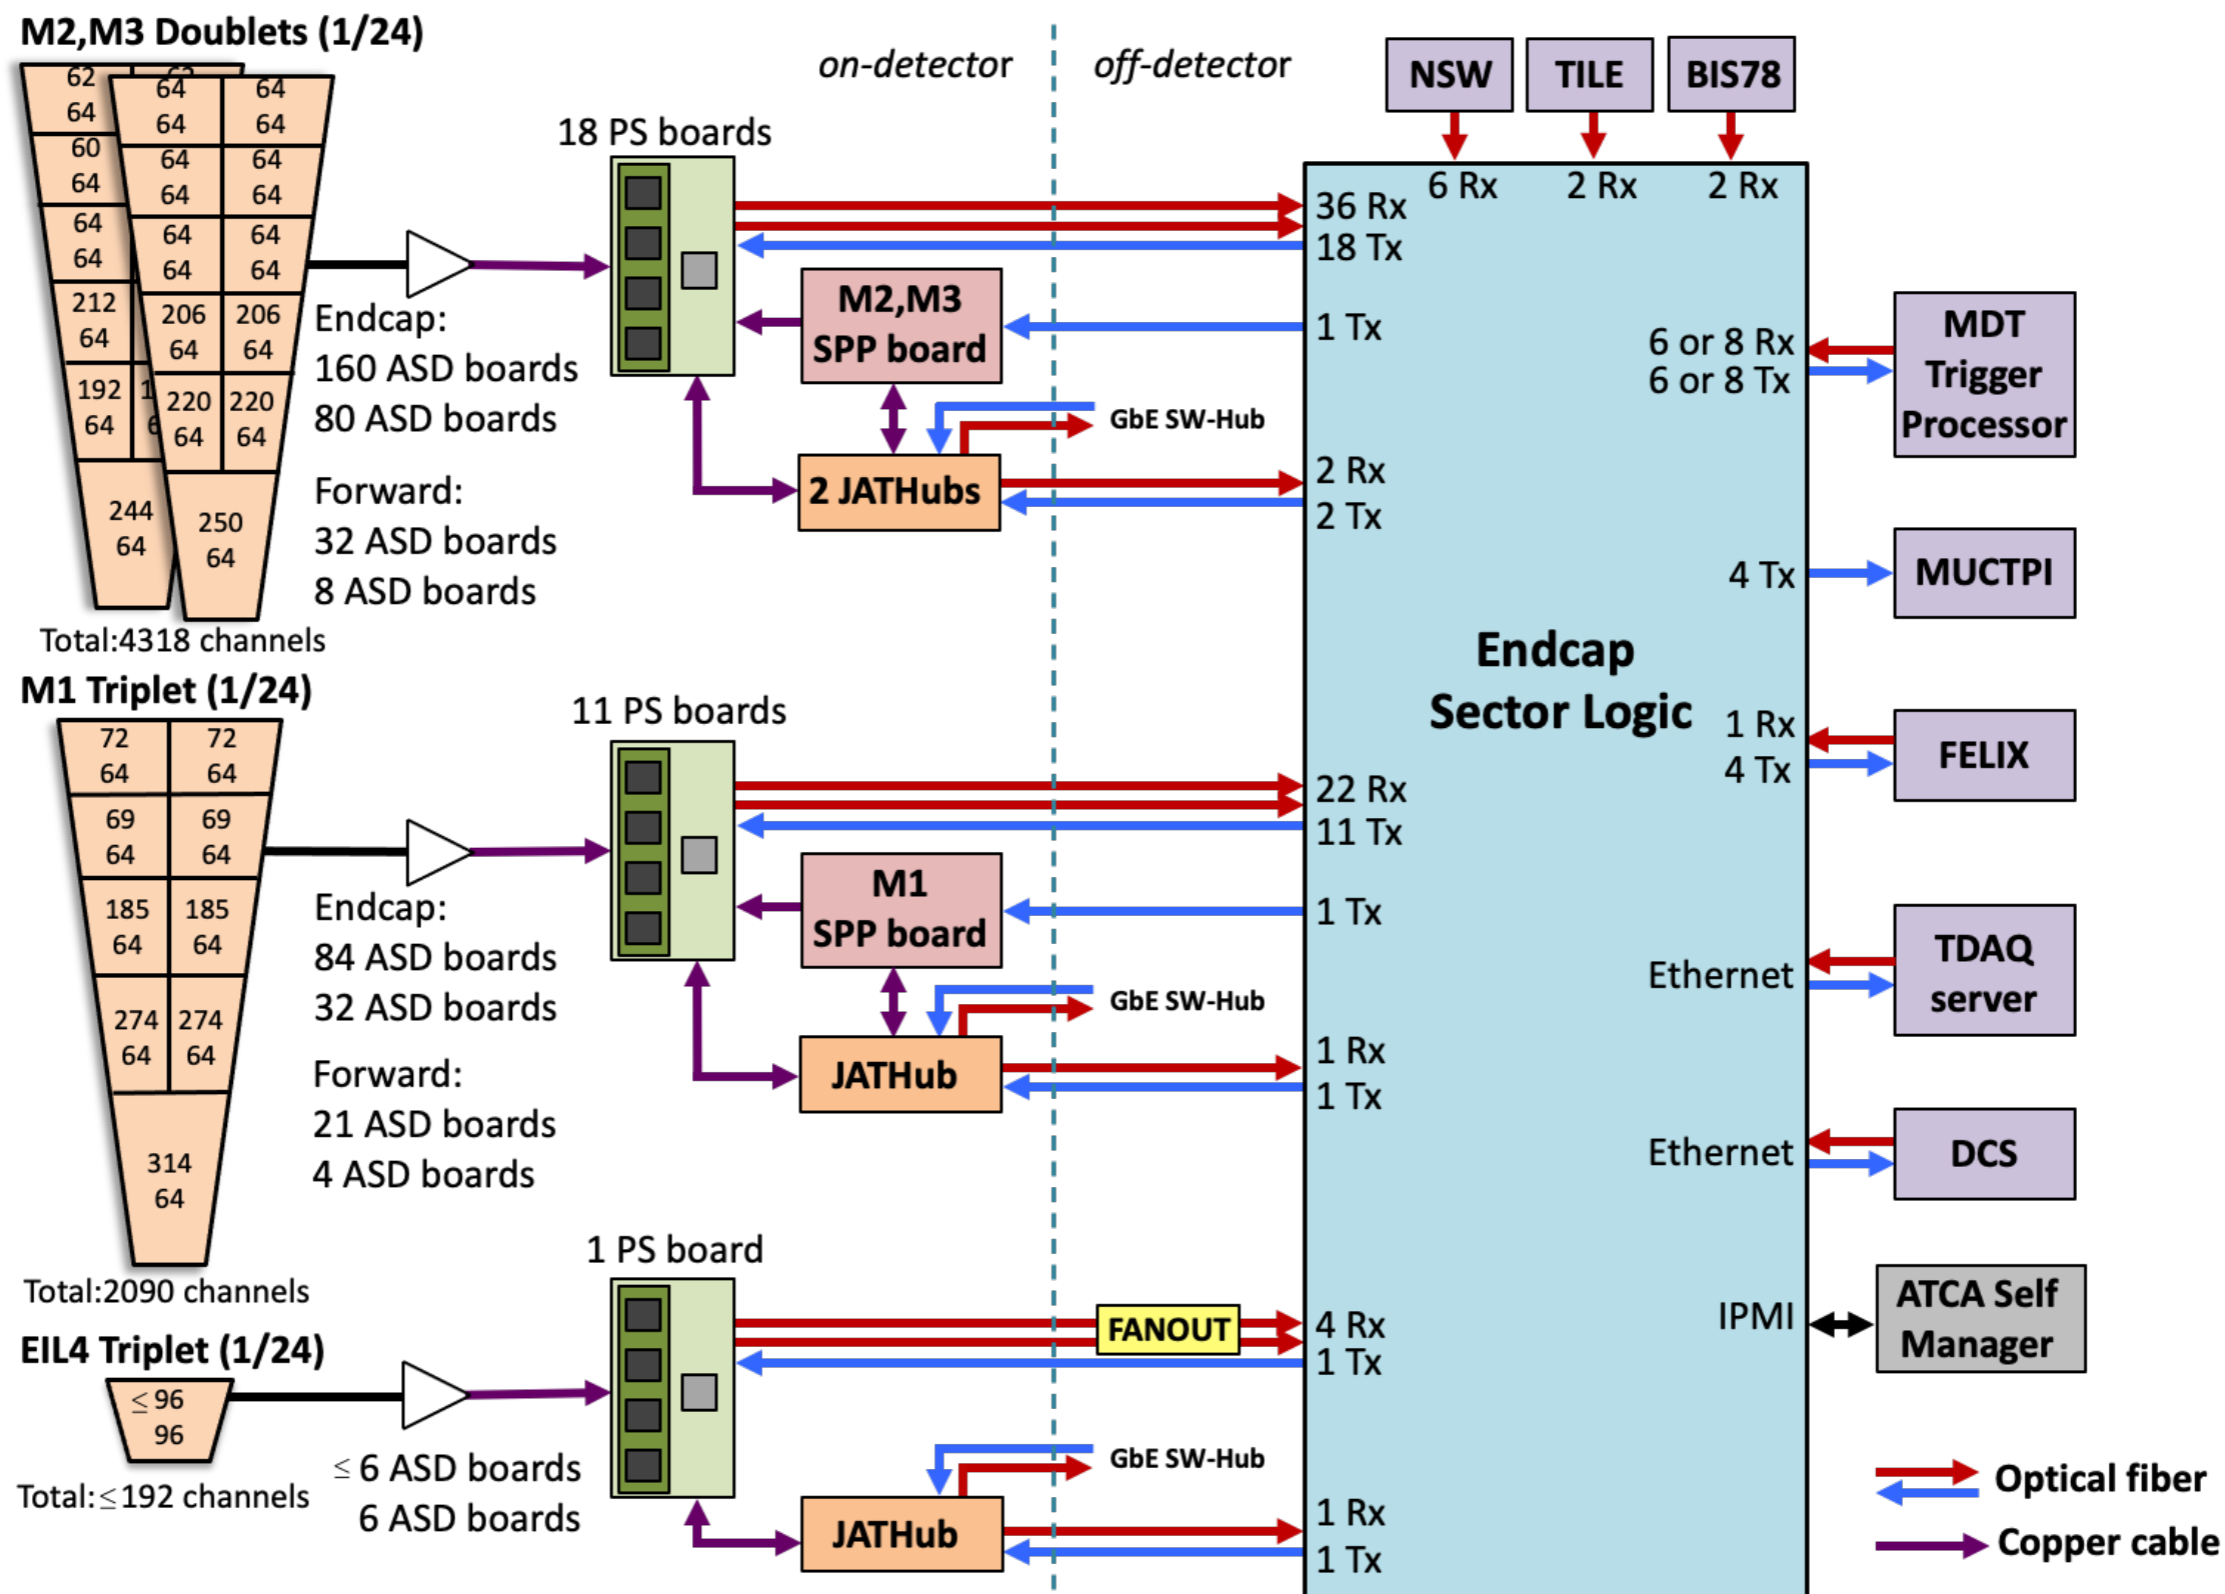 M2,M3 Doublets (1/24)
on-detector
off-detector
NSW
TILE
BIS78
6 Rx
2 Rx
2 Rx
62
64
60
64
64
64
212
64
192
64
244
64
64
64
64
64
64
64
64
64
64
64
64
64
206
64
206
64
220
64
220
64
250
64
Total:4318 channels
Endcap:
160 ASD boards
80 ASD boards
Forward:
32 ASD boards
8 ASD boards
18 PS boards
M2,M3
SPP board
2 JATHubs
GbE SW-Hub
36 Rx
18 Tx
1 Tx
2 Rx
2 Tx
M1 Triplet (1/24)
72
64
72
64
69
64
69
64
185
64
185
64
274
64
274
64
314
64
Total:2090 channels
Endcap:
84 ASD boards
32 ASD boards
Forward:
21 ASD boards
4 ASD boards
11 PS boards
M1
SPP board
JATHub
GbE SW-Hub
22 Rx
11 Tx
1 Tx
1 Rx
1 Tx
EIL4 Triplet (1/24)
≤ 96
96
Total:≤192 channels
≤ 6 ASD boards
6 ASD boards
1 PS board
FANOUT
JATHub
GbE SW-Hub
4 Rx
1 Tx
1 Rx
1 Tx
Endcap
Sector Logic
6 or 8 Rx
6 or 8 Tx
MDT
Trigger
Processor
4 Tx
MUCTPI
1 Rx
4 Tx
FELIX
Ethernet
TDAQ
server
Ethernet
DCS
IPMI
ATCA Self
Manager
Optical fiber
Copper cable